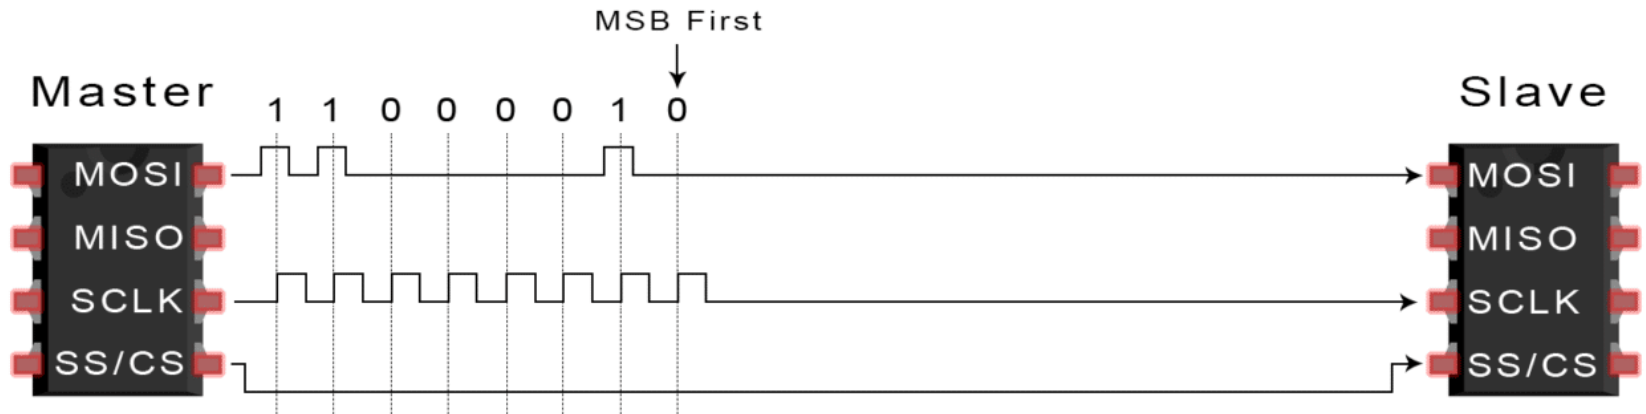 MSB First
Master
Slave
1 1 0 0 0 0 1 0
MOSI
MISO
SCLK
SS/CS
MOSI
MISO
SCLK
SS/CS